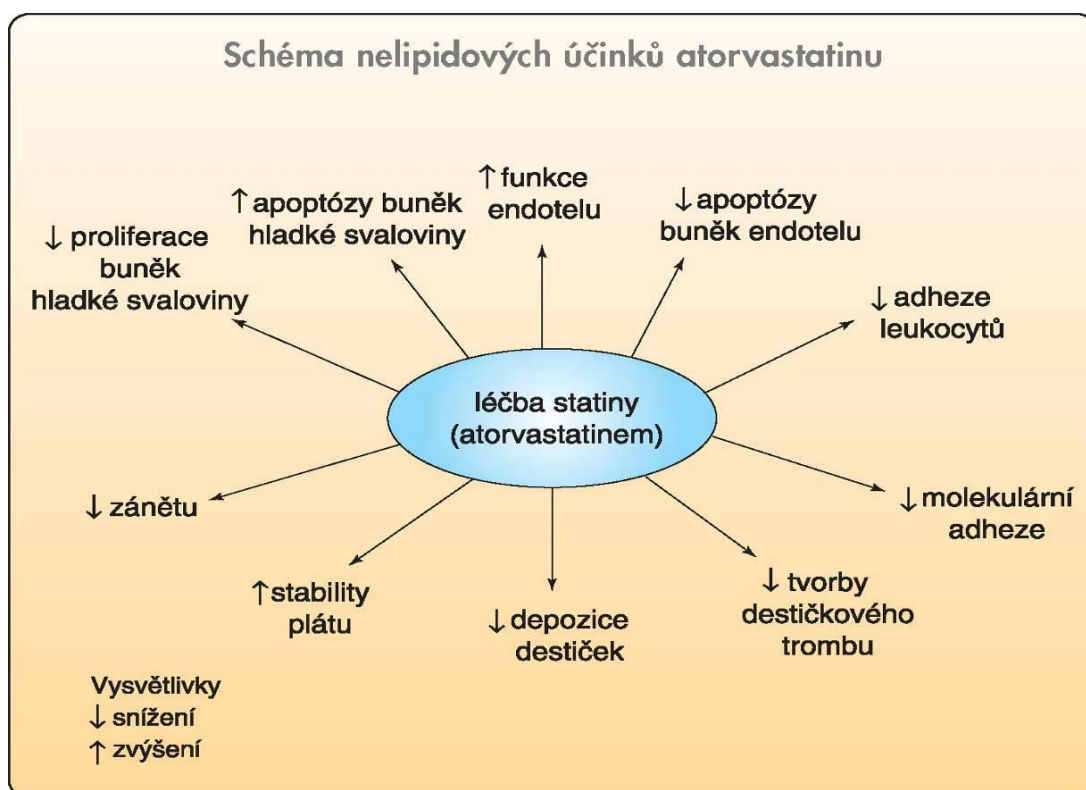 Schéma nelipidových účinků atorvastatinu
↓ proliferace
buněk
hladké svaloviny
↑ apoptózy buněk
hladké svaloviny
↑ funkce
endotelu
↓ apoptózy
buněk endotelu
↓ adheze
leukocytů
léčba statiny
(atorvastatinem)
↓ zánětu
↑ stability
plátu
↓ depozice
destiček
↓ tvorby
destičkového
trombu
↓ molekulární
adheze
Vysvětlivky
↓ snížení
↑ zvýšení